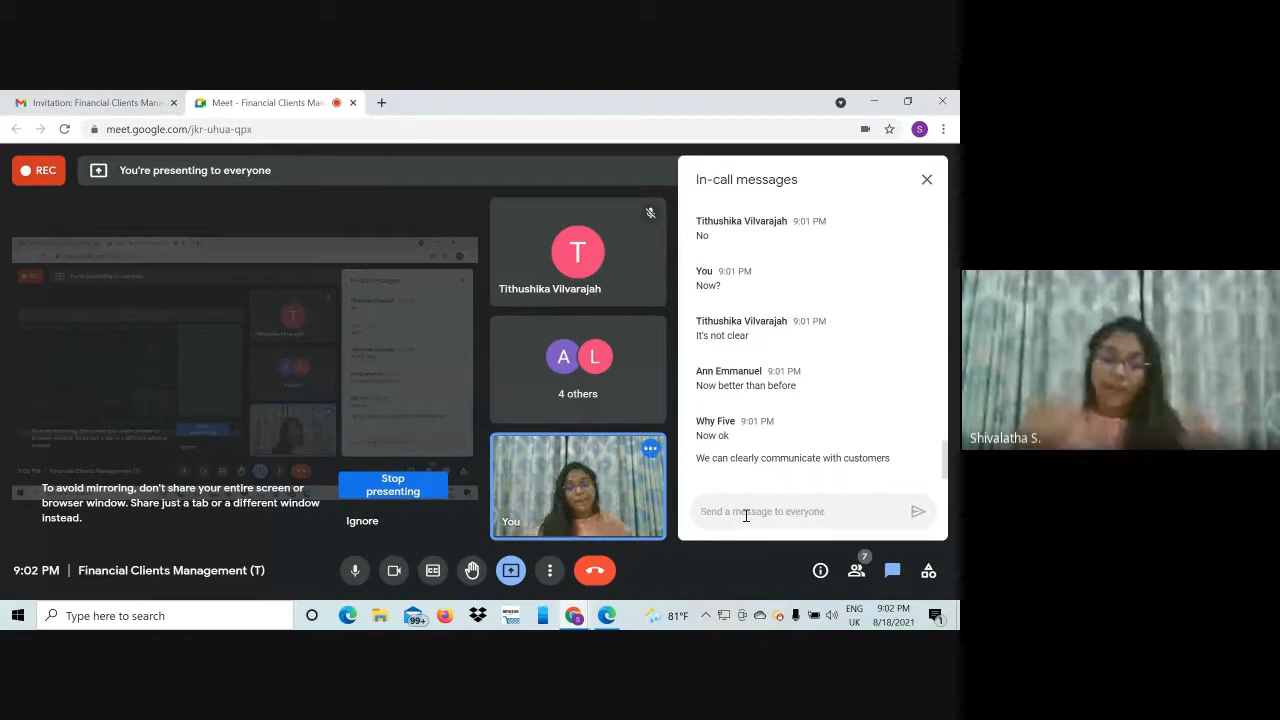 Invitation: Financial Clients Mana
Meet - Financial Clients Man
meet.google.com/jkr-uhua-qpx
S
REC
You're presenting to everyone
In-call messages
T
Tithushika Vilvarajah
A L
4 others
You
Tithushika Vilvarajah 9:01 PM
No
You 9:01 PM
Now?
Tithushika Vilvarajah 9:01 PM
It's not clear
Ann Emmanuel 9:01 PM
Now better than before
Why Five 9:01 PM
Now ok
We can clearly communicate with customers
Send a message to everyone
To avoid mirroring, don't share your entire screen or
browser window. Share just a tab or a different window
instead.
Stop
presenting
Ignore
9:02 PM | Financial Clients Management (T)
7
Shivalatha S.
Type here to search
99+
amazon
81°F
ENG
UK
9:02 PM
8/18/2021
1